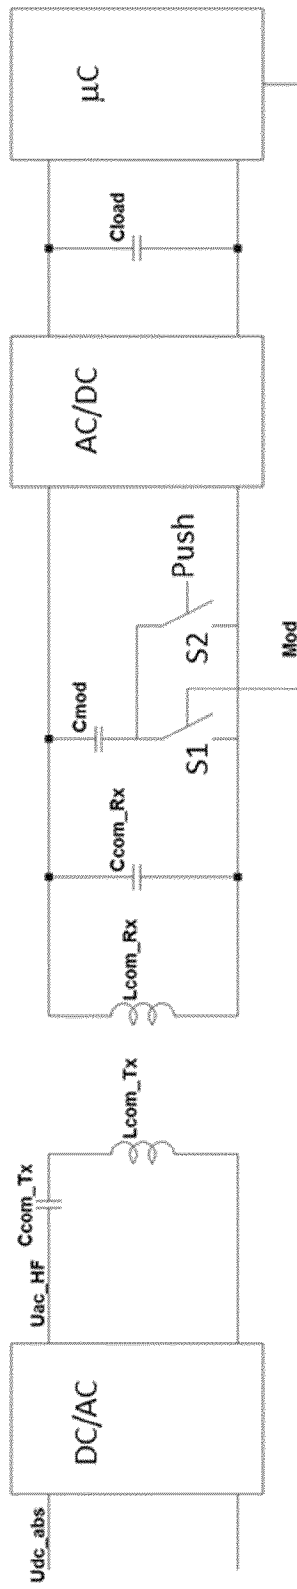 Udc_abs
DC/AC
Uac_HF
Ccom_Tx
Lcom_Tx
Lcom_Rx
Ccom_Rx
Cmod
S1
S2
Push
Mod
AC/DC
Cload
µC